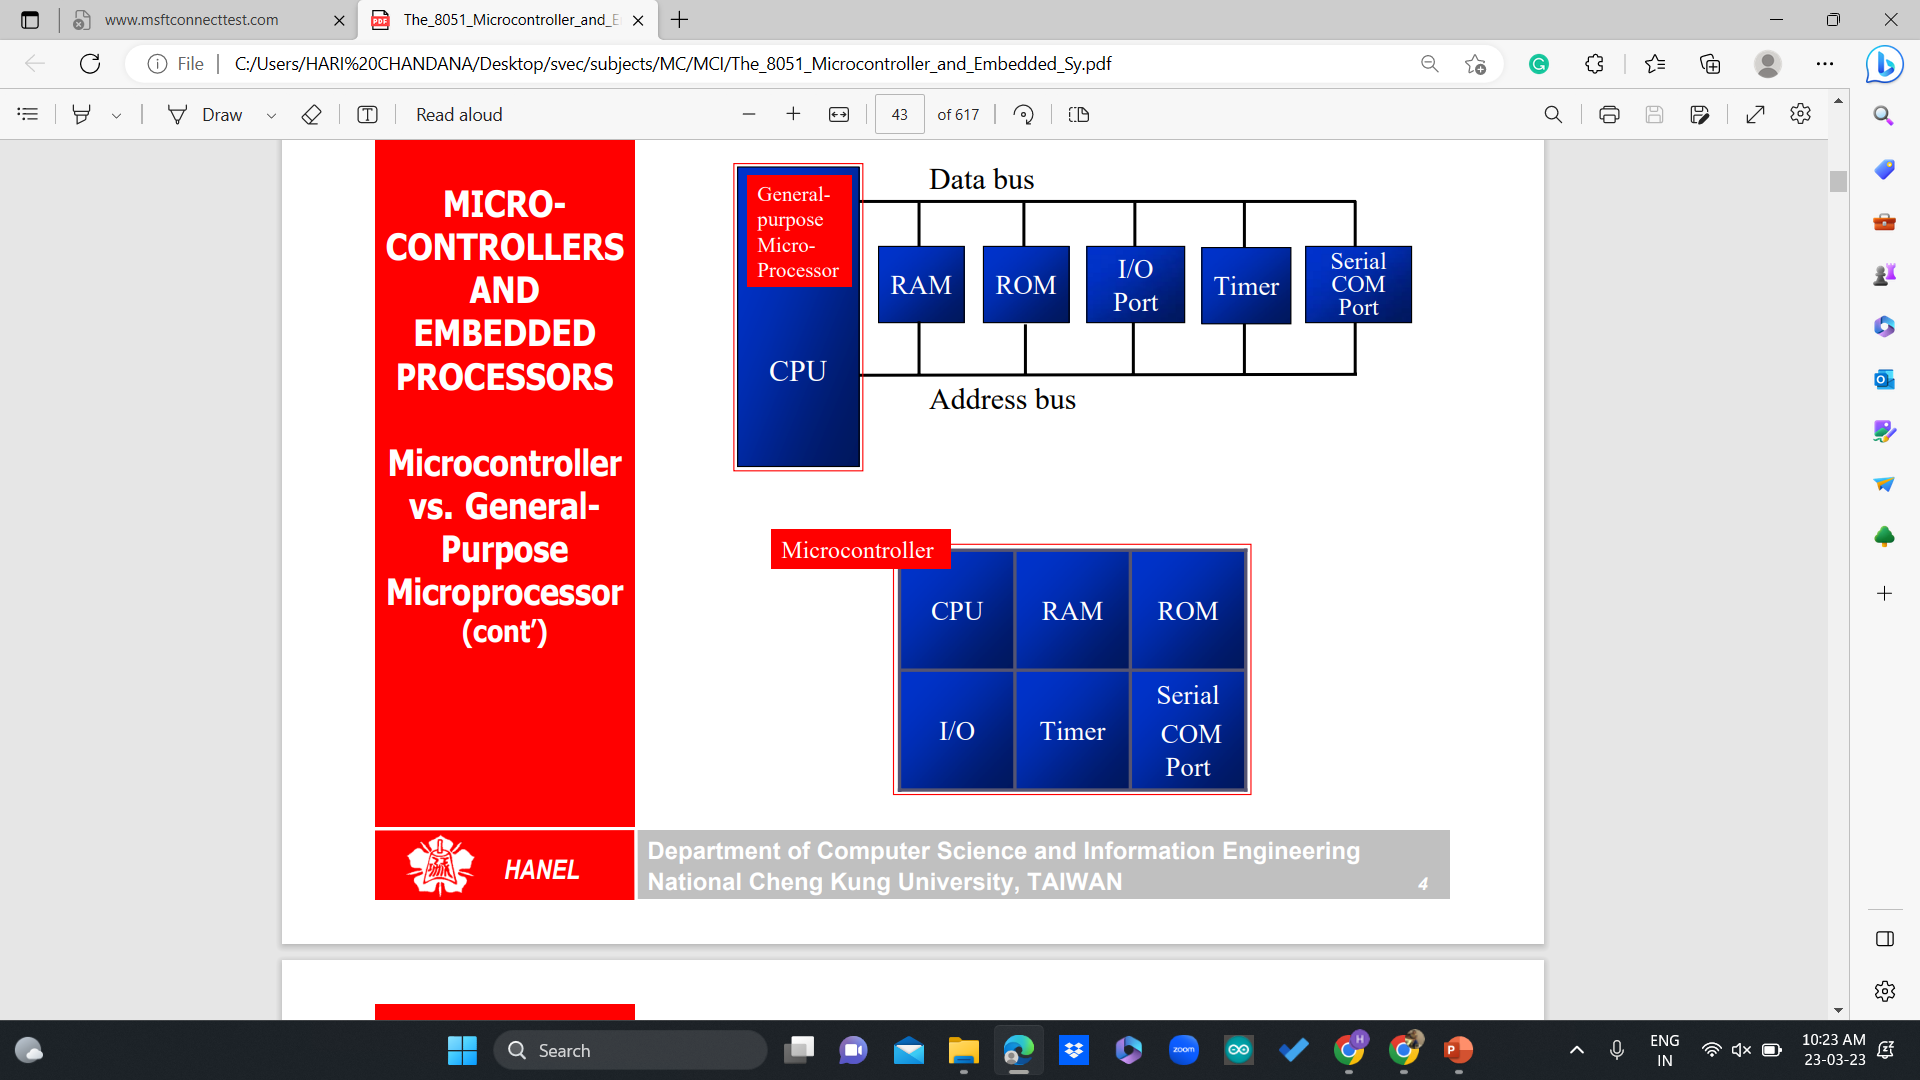 www.msftconnecttest.com
The_8051_Microcontroller_and_E
File
C:/Users/HARI%20CHANDANA/Desktop/svec/subjects/MC/MCI/The_8051_Microcontroller_and_Embedded_Sy.pdf
Draw
Read aloud
43
of 617
MICRO-
CONTROLLERS
AND
EMBEDDED
PROCESSORS
Microcontroller
vs. General-
Purpose
Microprocessor
(cont’)
General-
purpose
Micro-
Processor
CPU
Data bus
RAM
ROM
I/O
Port
Timer
Serial
COM
Port
Address bus
Microcontroller
CPU
RAM
ROM
I/O
Timer
Serial
COM
Port
HANEL
Department of Computer Science and Information Engineering
National Cheng Kung University, TAIWAN
4
Search
zoom
H
P
ENG
IN
10:23 AM
23-03-23